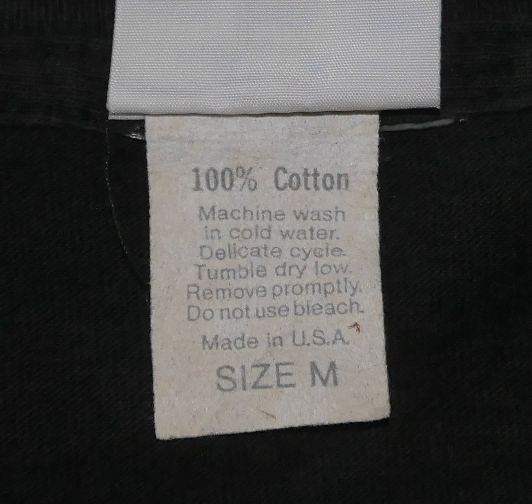 100% Cotton
Machine wash
in cold water.
Delicate cycle.
Tumble dry low.
Remove promptly.
Do not use bleach.
Made in U.S.A.
SIZE M